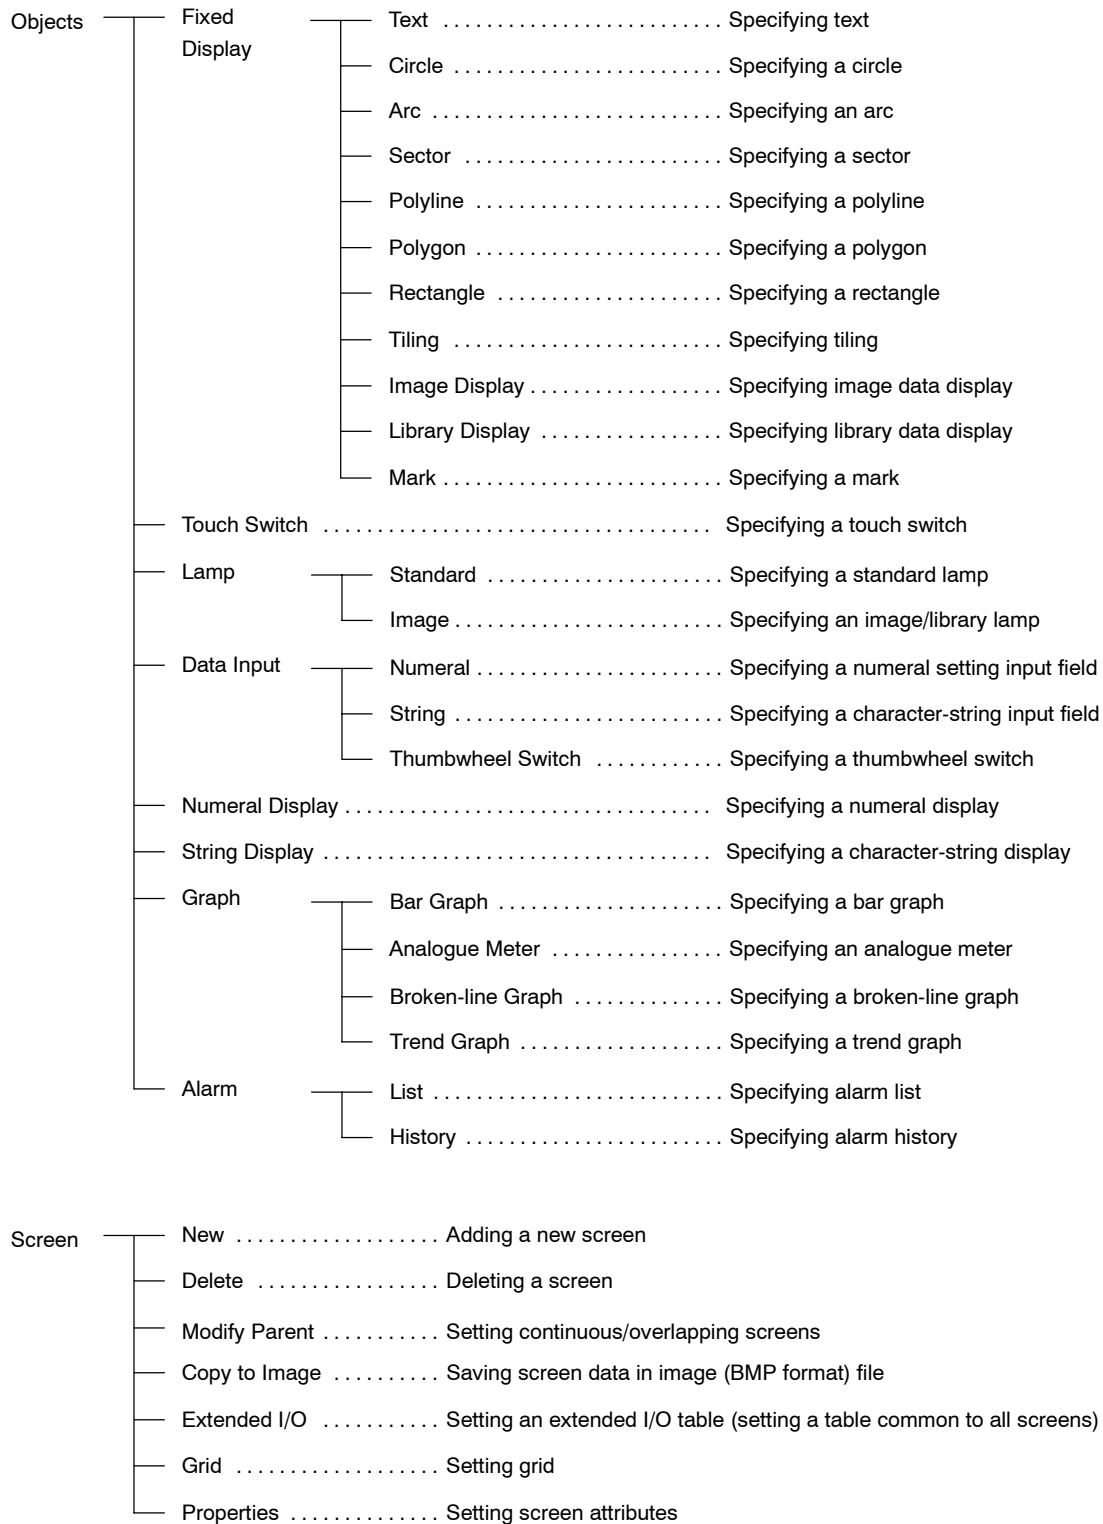 Objects Fixed Text . . . . . . . . . . . . . . . . . . . . . . . . . . Specifying text
Display
Circle . . . . . . . . . . . . . . . . . . . . . . . . . Specifying a circle
Arc . . . . . . . . . . . . . . . . . . . . . . . . . . . Specifying an arc
Sector . . . . . . . . . . . . . . . . . . . . . . . . Specifying a sector
Polyline . . . . . . . . . . . . . . . . . . . . . . . Specifying a polyline
Polygon . . . . . . . . . . . . . . . . . . . . . . . Specifying a polygon
Rectangle . . . . . . . . . . . . . . . . . . . . . Specifying a rectangle
Tiling . . . . . . . . . . . . . . . . . . . . . . . . . Specifying tiling
Image Display . . . . . . . . . . . . . . . . . . Specifying image data display
Library Display . . . . . . . . . . . . . . . . . Specifying library data display
Mark . . . . . . . . . . . . . . . . . . . . . . . . . . Specifying a mark
Touch Switch . . . . . . . . . . . . . . . . . . . . . . . . . . . . . . . . . . . . Specifying a touch switch
Lamp Standard . . . . . . . . . . . . . . . . . . . . . . Specifying a standard lamp
Image . . . . . . . . . . . . . . . . . . . . . . . . . Specifying an image/library lamp
Data Input Numeral . . . . . . . . . . . . . . . . . . . . . . . Specifying a numeral setting input field
String . . . . . . . . . . . . . . . . . . . . . . . . . Specifying a character-string input field
Thumbwheel Switch . . . . . . . . . . . . Specifying a thumbwheel switch
Numeral Display . . . . . . . . . . . . . . . . . . . . . . . . . . . . . . . . . . Specifying a numeral display
String Display . . . . . . . . . . . . . . . . . . . . . . . . . . . . . . . . . . . . Specifying a character-string display
Graph Bar Graph . . . . . . . . . . . . . . . . . . . . . Specifying a bar graph
Analogue Meter . . . . . . . . . . . . . . . . Specifying an analogue meter
Broken-line Graph . . . . . . . . . . . . . . Specifying a broken-line graph
Trend Graph . . . . . . . . . . . . . . . . . . . Specifying a trend graph
Alarm List . . . . . . . . . . . . . . . . . . . . . . . . . . . Specifying alarm list
History . . . . . . . . . . . . . . . . . . . . . . . . Specifying alarm history
Screen New . . . . . . . . . . . . . . . . . . . Adding a new screen
Delete . . . . . . . . . . . . . . . . . Deleting a screen
Modify Parent . . . . . . . . . . . Setting continuous/overlapping screens
Copy to Image . . . . . . . . . . Saving screen data in image (BMP format) file
Extended I/O . . . . . . . . . . . Setting an extended I/O table (setting a table common to all screens)
Grid . . . . . . . . . . . . . . . . . . . Setting grid
Properties . . . . . . . . . . . . . . Setting screen attributes